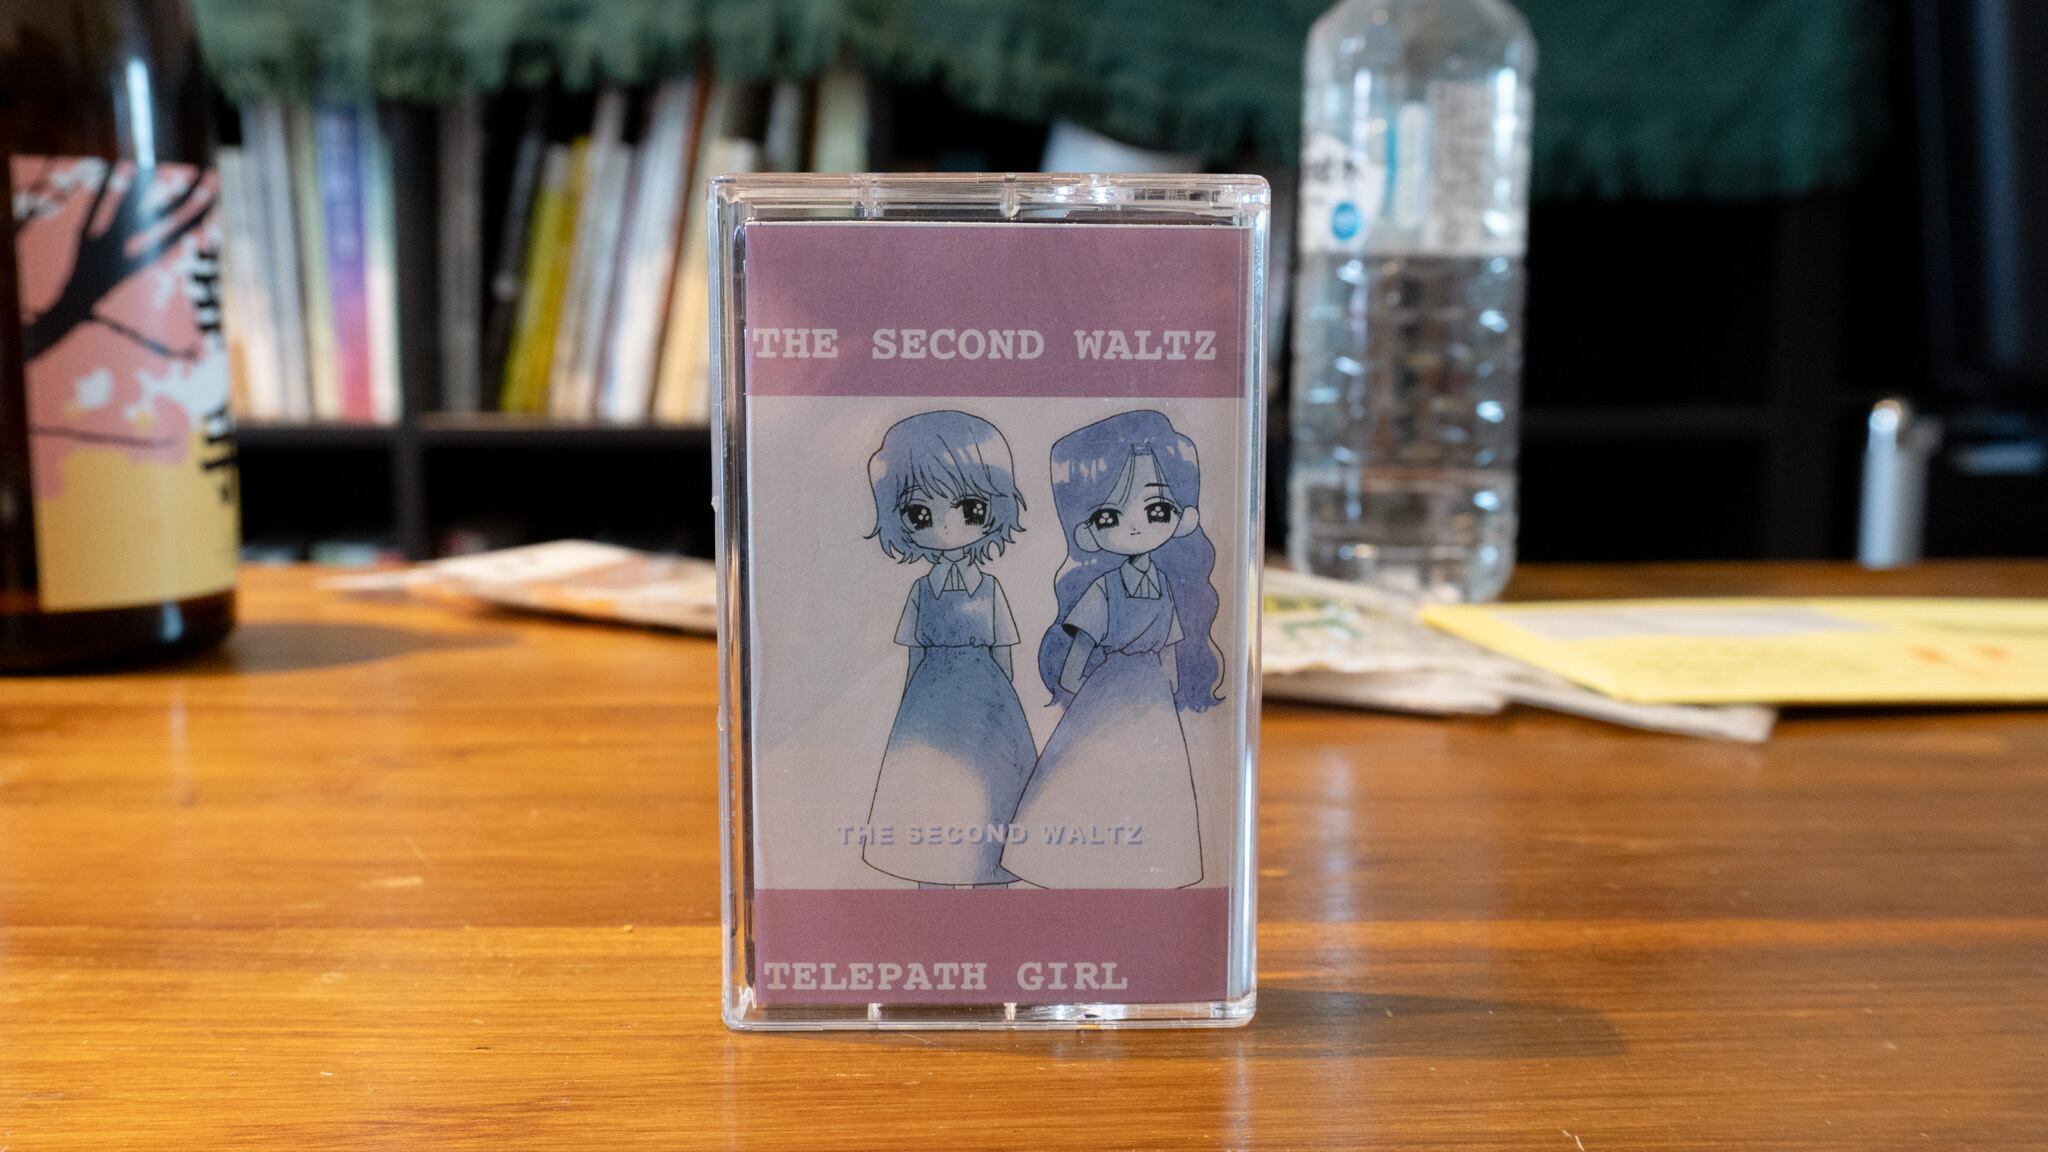 THE SECOND WALTZ
THE SECOND WALTZ
TELEPATH GIRL